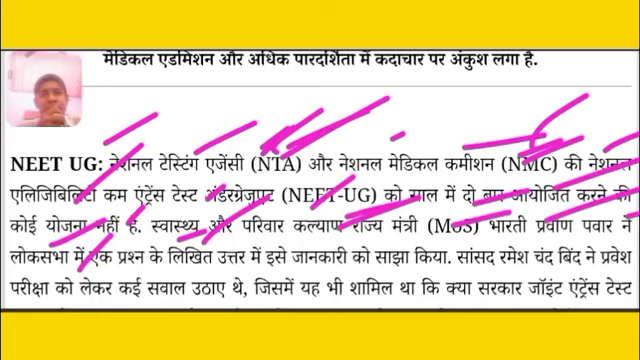 मेडिकल एडमिशन और अधिक पारदर्शिता में कदाचार पर अंकुश लगा है.
NEET UG: नेशनल टेस्टिंग एजेंसी (NTA) और नेशनल मेडिकल कमीशन (NMC) की नेशनल
एलिजिबिलिटी कम एंट्रेंस टेस्ट अंडरग्रेजुएट (NEET-UG) को साल में दो बार आयोजित करने की
कोई योजना नहीं है. स्वास्थ्य और परिवार कल्याण राज्य मंत्री (MoS) भारती प्रवीण पवार ने
लोकसभा में एक प्रश्न के लिखित उत्तर में इसे जानकारी को साझा किया. सांसद रमेश चंद बिंद ने प्रवेश
परीक्षा को लेकर कई सवाल उठाए थे, जिसमें यह भी शामिल था कि क्या सरकार जॉइंट एंट्रेंस टेस्ट